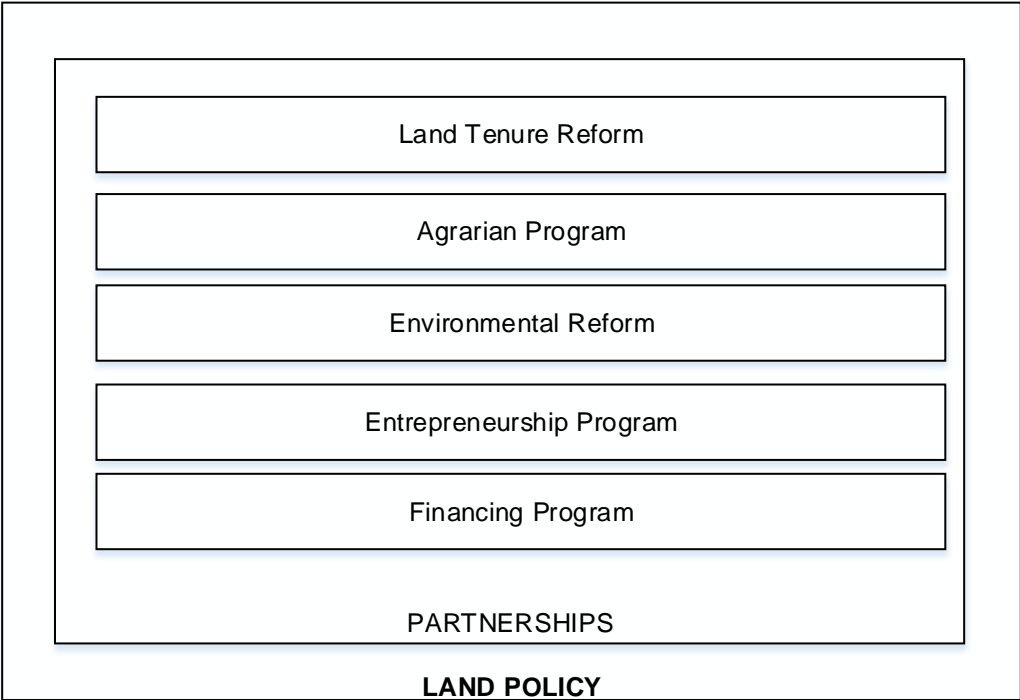 Land Tenure Reform
Agrarian Program
Environmental Reform
Entrepreneurship Program
Financing Program
PARTNERSHIPS
LAND POLICY